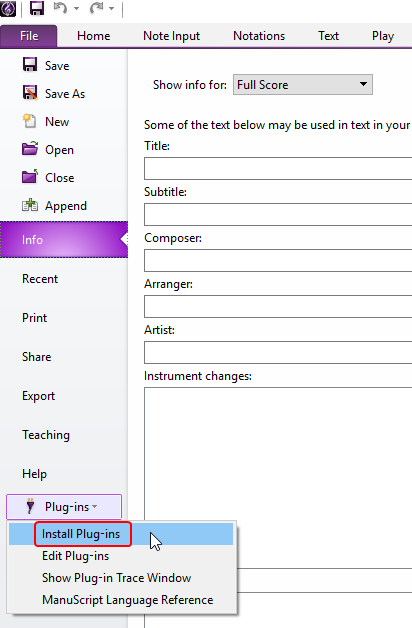 File Home Note Input Notations Text Play
Save
Save As
New
Open
Close
Append
Info
Recent
Print
Share
Export
Teaching
Help
Plug-ins
Install Plug-ins
Edit Plug-ins
Show Plug-in Trace Window
ManuScript Language Reference
Show info for: Full Score
Some of the text below may be used in text in your
Title:
Subtitle:
Composer:
Arranger:
Artist:
Instrument changes: